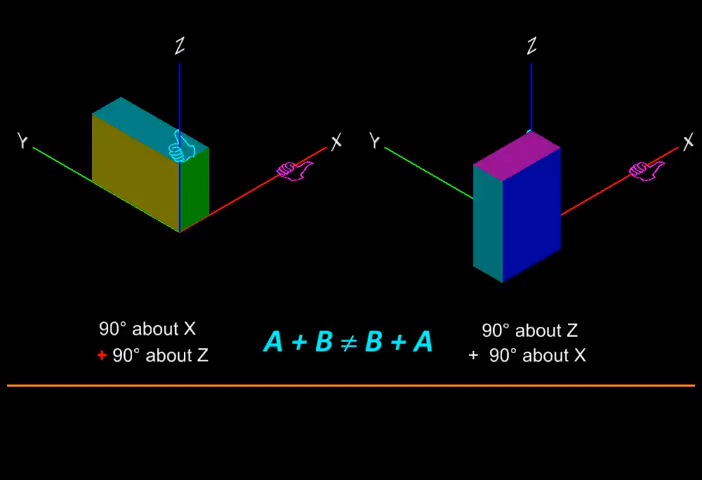 Z
Z
Y
X
Y
X
90° about X
+ 90° about Z
A + B ≠ B + A
90° about Z
+ 90° about X